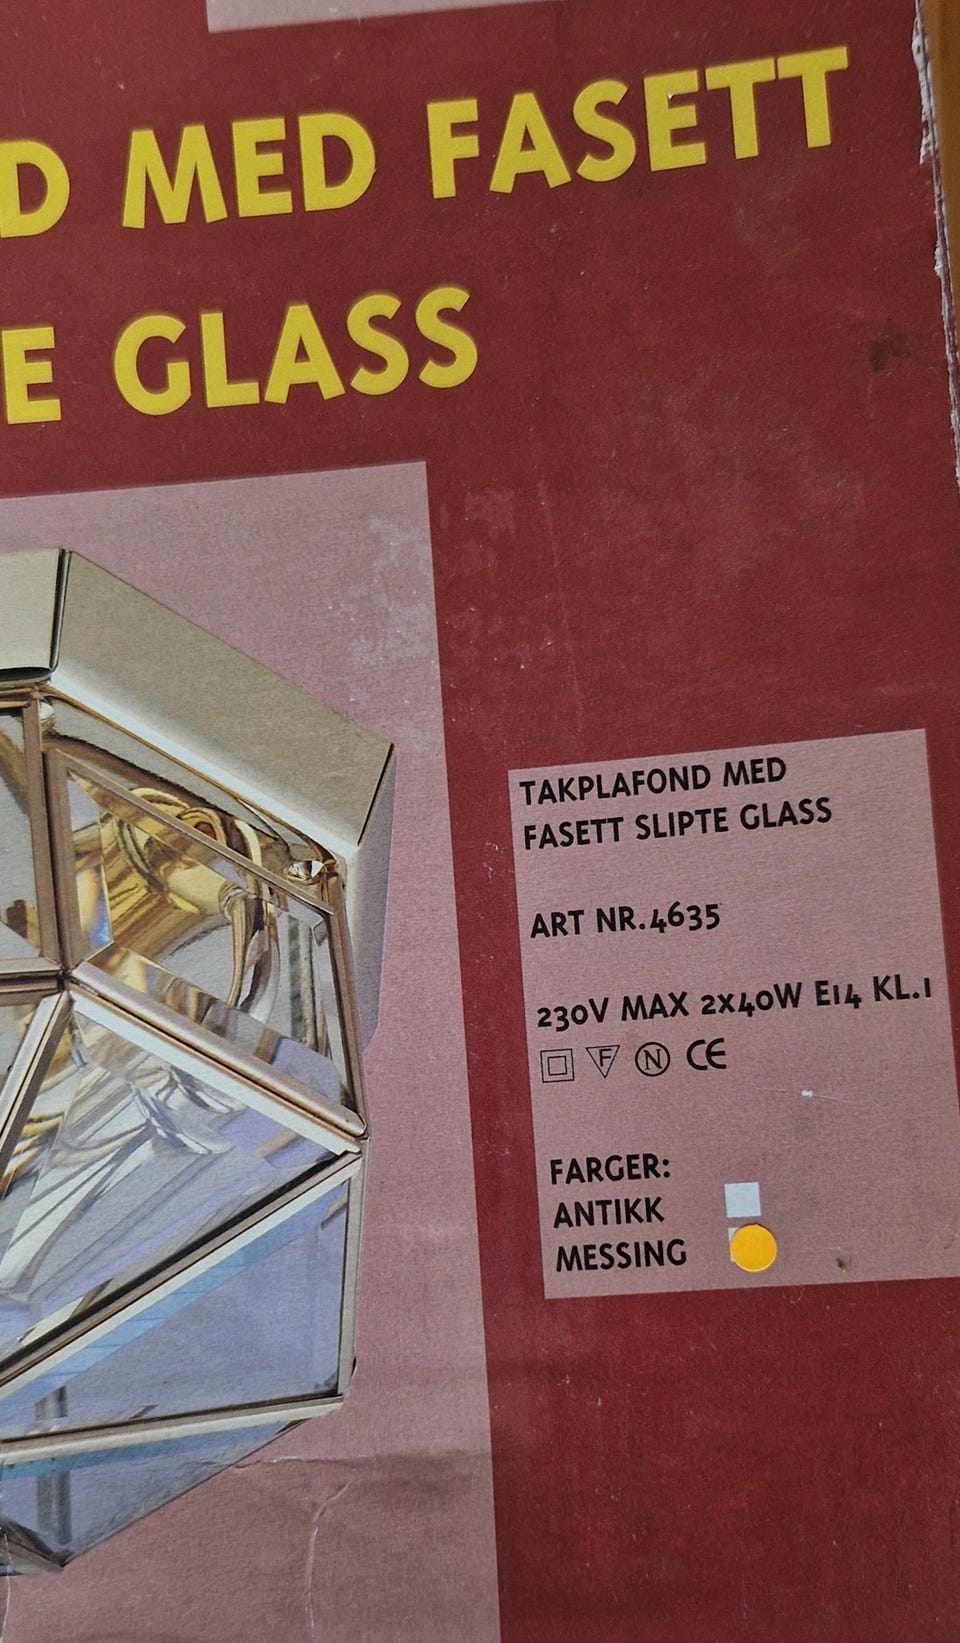 D MED FASETT
E GLASS
TAKPLAFOND MED
FASETT SLIPTE GLASS
ART NR.4635
230V MAX 2x40W E14 KL.1
F N CE
FARGER:
ANTIKK
MESSING